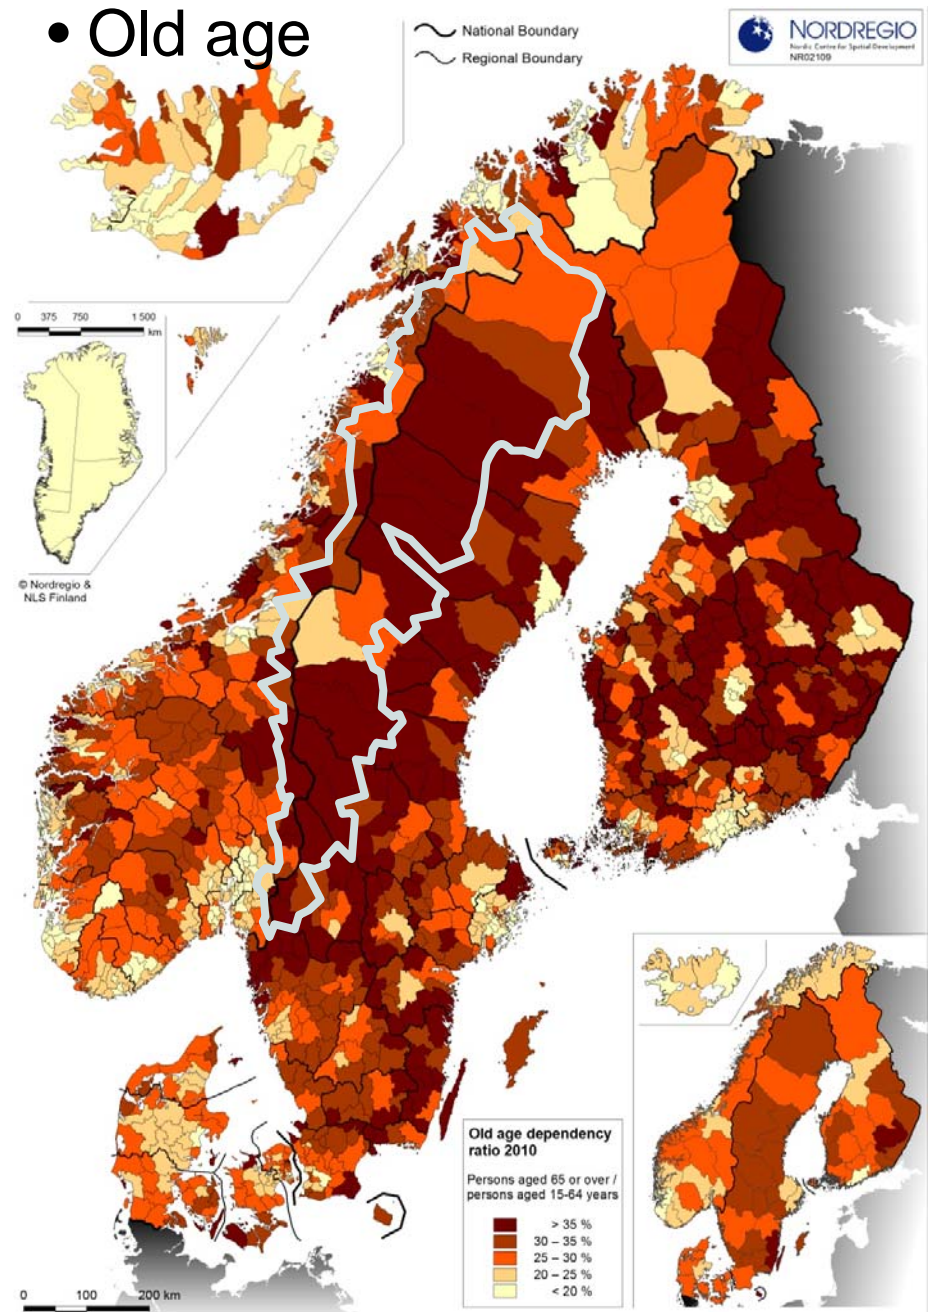 • Old age
National Boundary
Regional Boundary
NORDREGIO
Nordic Centre for Spatial Development
NR02109
0 375 750 1 500
km
© Nordregio &
NLS Finland
Old age dependency
ratio 2010
Persons aged 65 or over /
persons aged 15-64 years
> 35 %
30 – 35 %
25 – 30 %
20 – 25 %
< 20 %
0 100 200 km